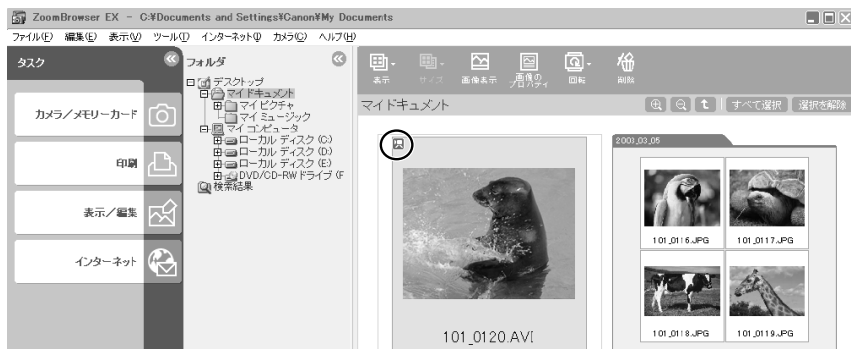 ZoomBrowser EX - C:¥Documents and Settings¥Canon¥My Documents
ファイル(F) 編集(E) 表示(V) ツール(T) インターネット(I) カメラ(C) ヘルプ(H)
タスク
カメラ/メモリーカード
印刷
表示/編集
インターネット
フォルダ
デスクトップ
マイドキュメント
マイピクチャ
マイミュージック
マイコンピュータ
ローカル ディスク (C:)
ローカル ディスク (D:)
ローカル ディスク (E:)
DVD/CD-RW ドライブ (F
検索結果
表示 サイズ 画像表示 画像のプロパティ 回転 削除
マイドキュメント
すべて選択 選択を解除
101_0120.AVI
2003_03_05
101_0116.JPG 101_0117.JPG
101_0118.JPG 101_0119.JPG